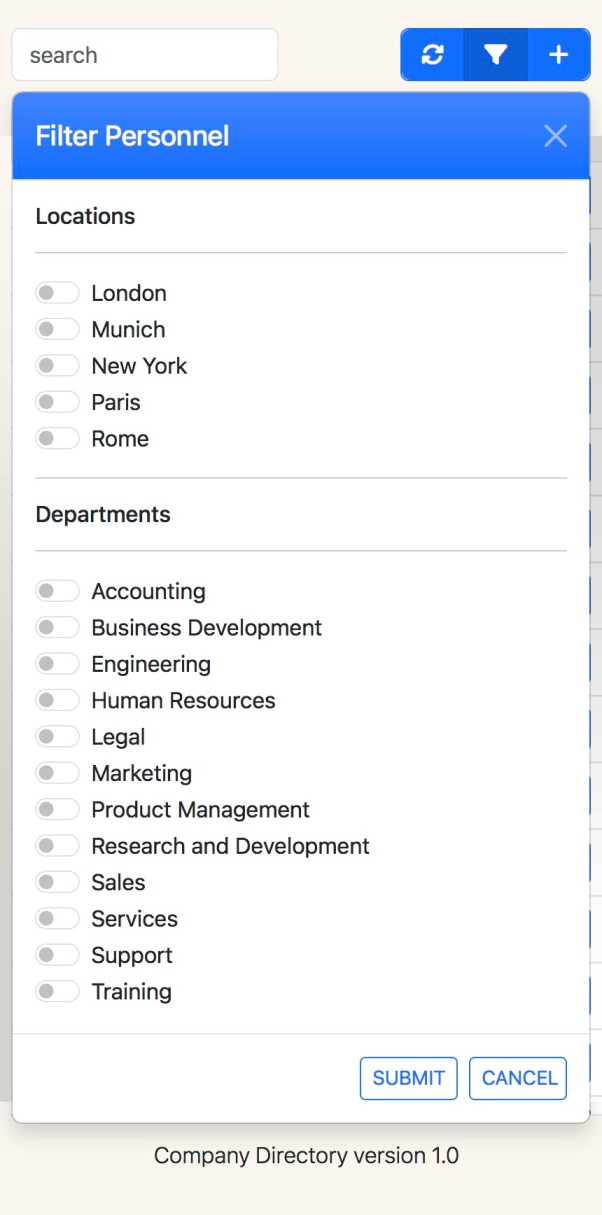 search
Filter Personnel
Locations
London
Munich
New York
Paris
Rome
Departments
Accounting
Business Development
Engineering
Human Resources
Legal
Marketing
Product Management
Research and Development
Sales
Services
Support
Training
SUBMIT CANCEL
Company Directory version 1.0